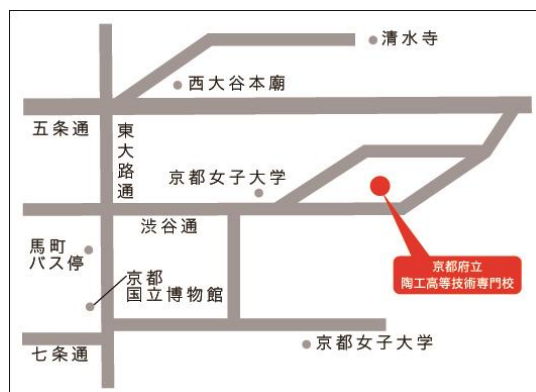 清水寺
西大谷本廟
五条通
東大路通
京都女子大学
渋谷通
馬町
バス停
京都
国立博物館
京都府立
陶工高等技術専門校
七条通
京都女子大学